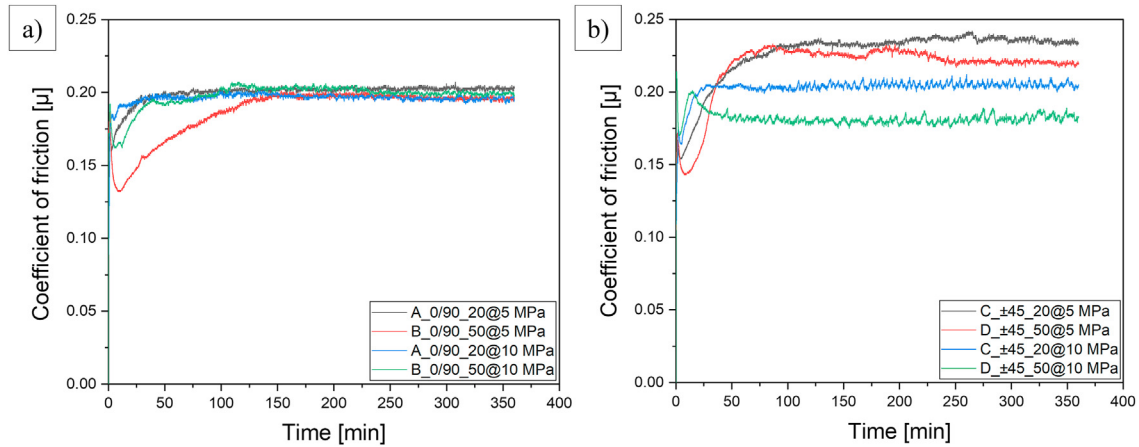 a)
Coefficient of friction [µ]
0.25
0.20
0.15
0.10
0.05
0.00
A_0/90_20@5 MPa
B_0/90_50@5 MPa
A_0/90_20@10 MPa
B_0/90_50@10 MPa
0 50 100 150 200 250 300 350 400
Time [min]
b)
Coefficient of friction [µ]
0.25
0.20
0.15
0.10
0.05
0.00
C_±45_20@5 MPa
D_±45_50@5 MPa
C_±45_20@10 MPa
D_±45_50@10 MPa
0 50 100 150 200 250 300 350 400
Time [min]